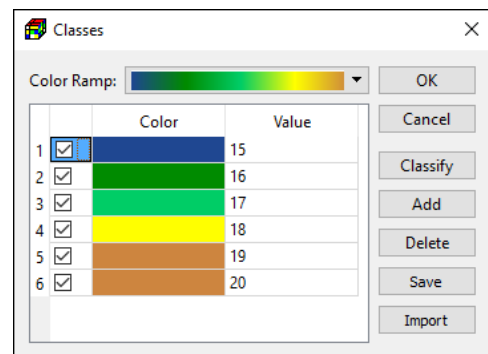 Classes
Color Ramp:
OK
Cancel
Classify
Add
Delete
Save
Import
Color Value
1 15
2 16
3 17
4 18
5 19
6 20